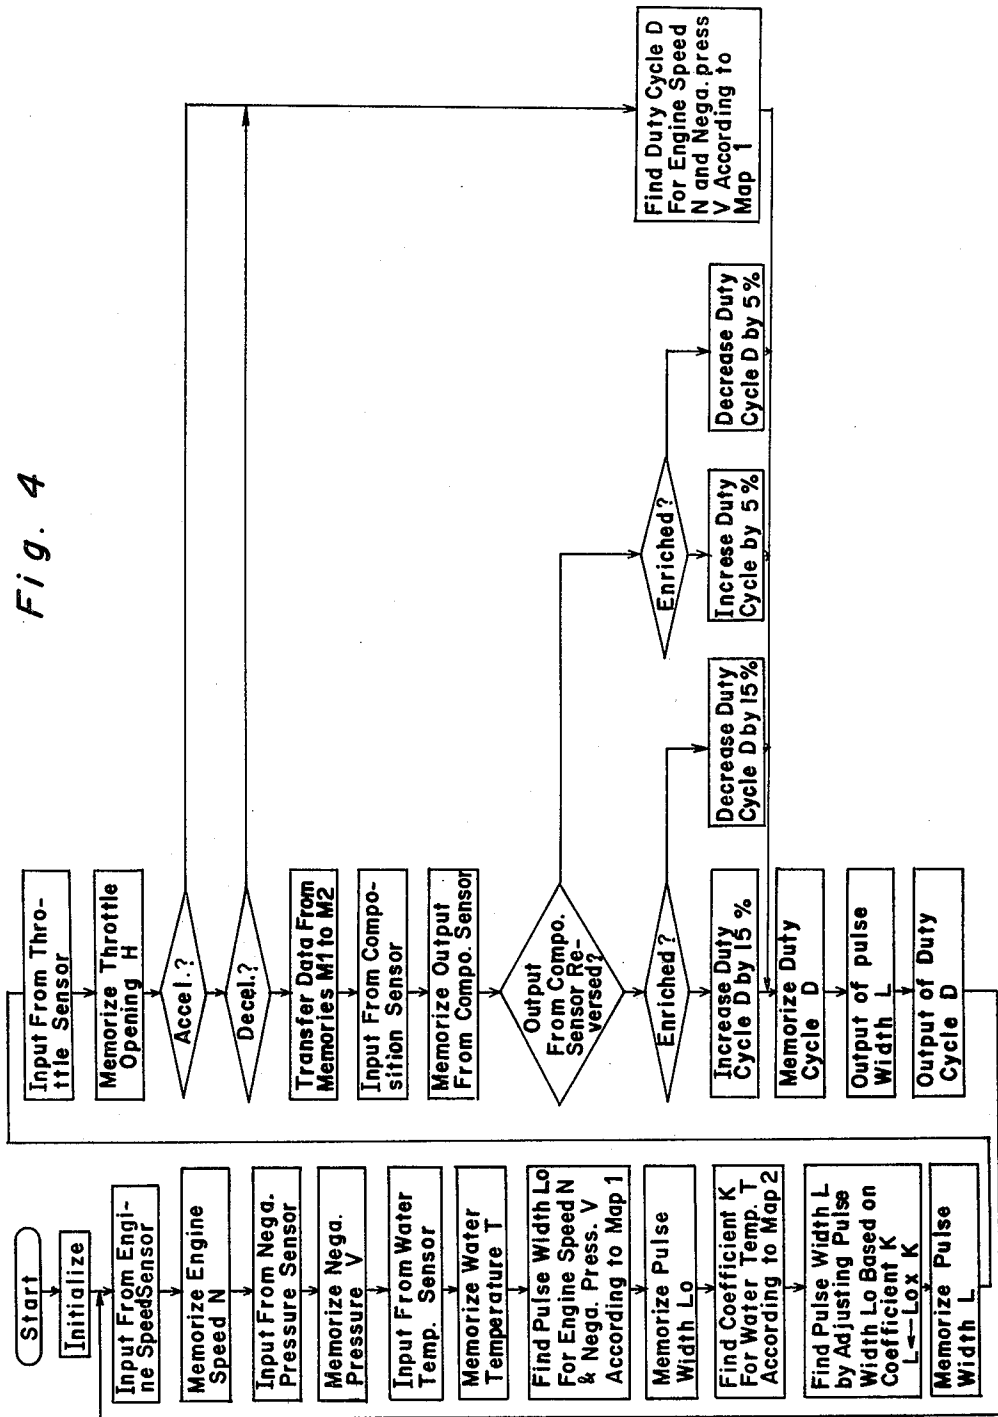 Fig. 4
Start
Initialize
Input From Engi-
ne SpeedSensor
Memorize Engine
Speed N
Input From Nega.
Pressure Sensor
Memorize Nega.
Pressure V
Input From Water
Temp. Sensor
Memorize Water
Temperature T
Find Pulse Width Lo
For Engine Speed N
& Nega. Press. V
According to Map 1
Memorize Pulse
Width Lo
Find Coefficient K
For Water Temp. T
According to Map 2
Find Pulse Width L
by Adjusting Pulse
Width Lo Based on
Coefficient K
L←Lo x K
Memorize Pulse
Width L
Input From Thro-
ttle Sensor
Memorize Throttle
Opening H
Accel.?
Decel.?
Transfer Data From
Memories M1 to M2
Input From Compo-
sition Sensor
Memorize Output
From Compo. Sensor
Output
From Compo.
Sensor Re-
versed?
Enriched?
Increase Duty
Cycle D by 15 %
Memorize Duty
Cycle D
Output of pulse
Width L
Output of Duty
Cycle D
Decrease Duty
Cycle D by 15%
Enriched?
Increse Duty
Cycle by 5%
Decrease Duty
Cycle D by 5%
Find Duty Cycle D
For Engine Speed
N and Nega. press
V According to
Map 1